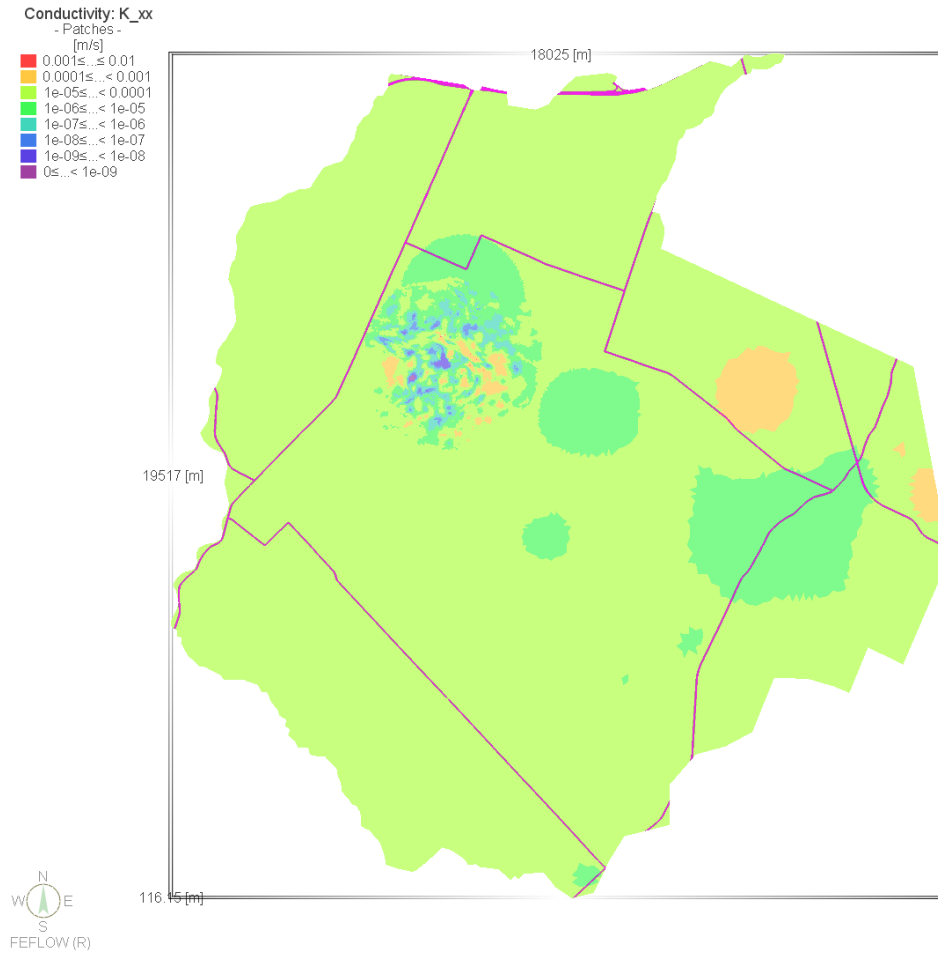 Conductivity: K_xx
- Patches -
[m/s]
0.001≤...≤ 0.01
0.0001≤...< 0.001
1e-05≤...< 0.0001
1e-06≤...< 1e-05
1e-07≤...< 1e-06
1e-08≤...< 1e-07
1e-09≤...< 1e-08
0≤...< 1e-09
18025 [m]
19517 [m]
116.15 [m]
N
W E
S
FEFLOW (R)